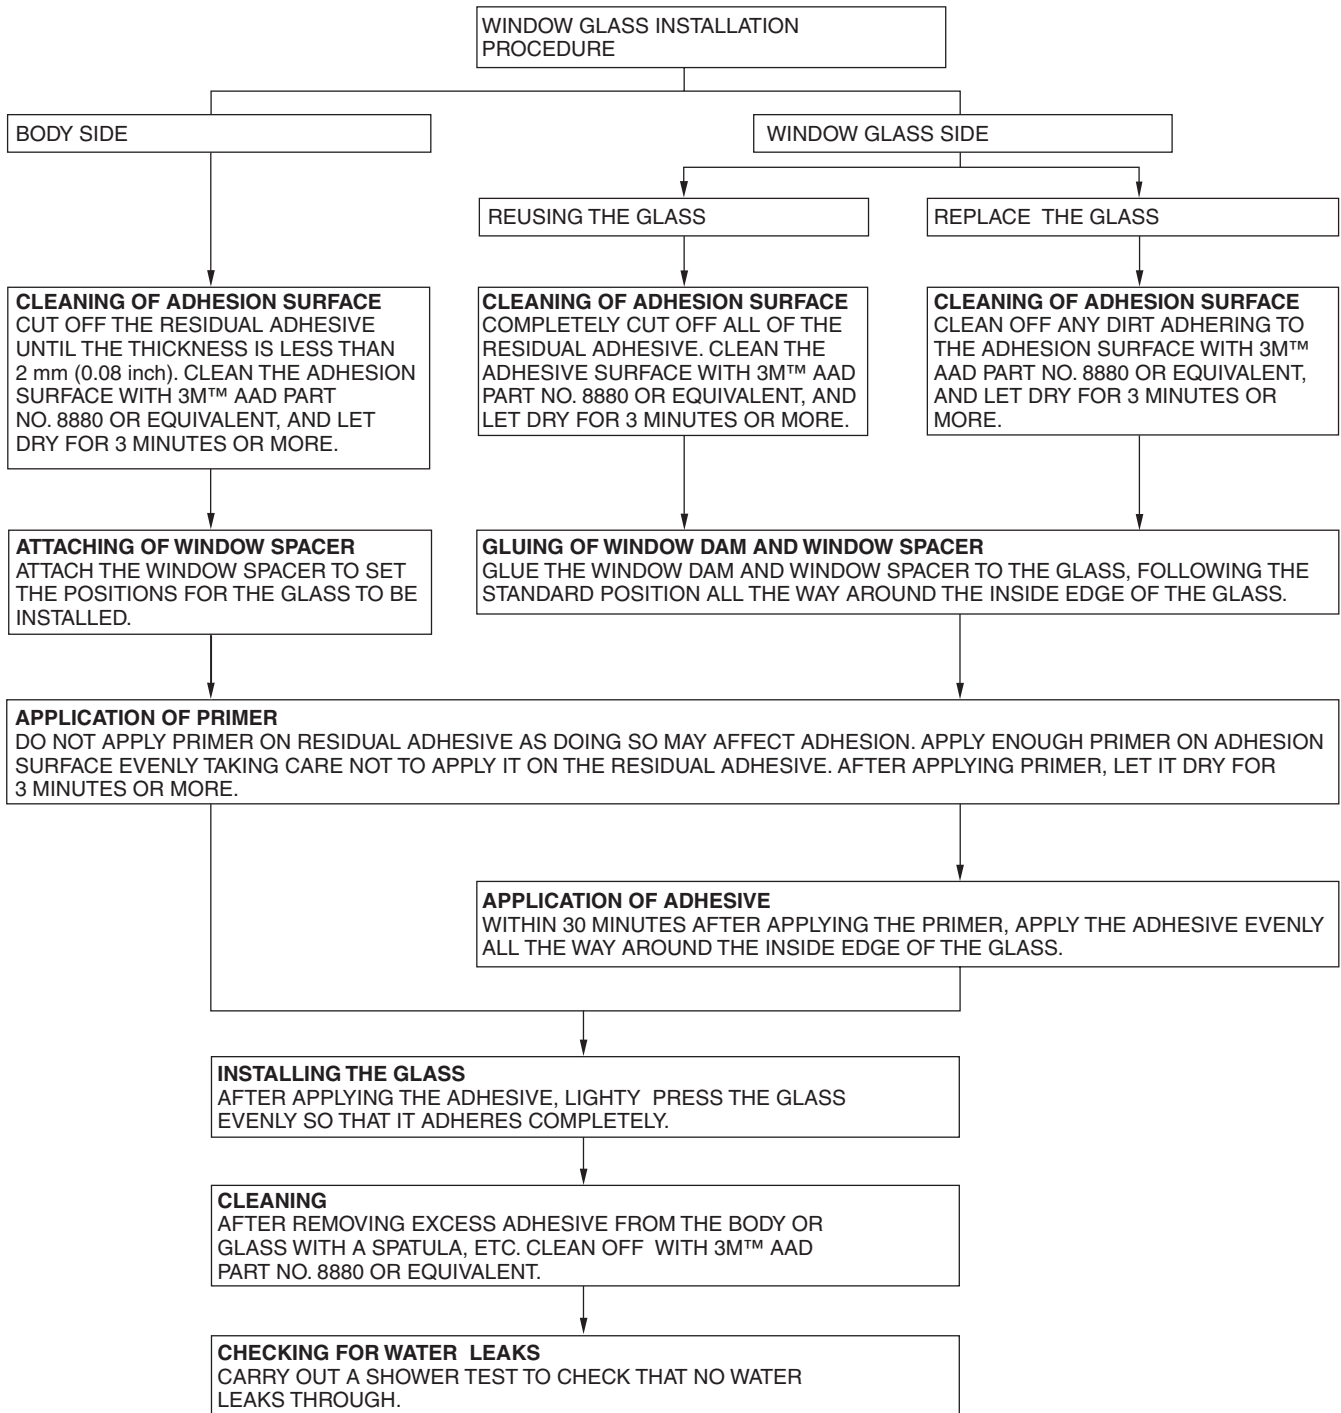 WINDOW GLASS INSTALLATION
PROCEDURE
BODY SIDE
WINDOW GLASS SIDE
REUSING THE GLASS
REPLACE THE GLASS
CLEANING OF ADHESION SURFACE
CUT OFF THE RESIDUAL ADHESIVE
UNTIL THE THICKNESS IS LESS THAN
2 mm (0.08 inch). CLEAN THE ADHESION
SURFACE WITH 3M™ AAD PART
NO. 8880 OR EQUIVALENT, AND LET
DRY FOR 3 MINUTES OR MORE.
CLEANING OF ADHESION SURFACE
COMPLETELY CUT OFF ALL OF THE
RESIDUAL ADHESIVE. CLEAN THE
ADHESIVE SURFACE WITH 3M™ AAD
PART NO. 8880 OR EQUIVALENT, AND
LET DRY FOR 3 MINUTES OR MORE.
CLEANING OF ADHESION SURFACE
CLEAN OFF ANY DIRT ADHERING TO
THE ADHESION SURFACE WITH 3M™
AAD PART NO. 8880 OR EQUIVALENT,
AND LET DRY FOR 3 MINUTES OR
MORE.
ATTACHING OF WINDOW SPACER
ATTACH THE WINDOW SPACER TO SET
THE POSITIONS FOR THE GLASS TO BE
INSTALLED.
GLUING OF WINDOW DAM AND WINDOW SPACER
GLUE THE WINDOW DAM AND WINDOW SPACER TO THE GLASS, FOLLOWING THE
STANDARD POSITION ALL THE WAY AROUND THE INSIDE EDGE OF THE GLASS.
APPLICATION OF PRIMER
DO NOT APPLY PRIMER ON RESIDUAL ADHESIVE AS DOING SO MAY AFFECT ADHESION. APPLY ENOUGH PRIMER ON ADHESION
SURFACE EVENLY TAKING CARE NOT TO APPLY IT ON THE RESIDUAL ADHESIVE. AFTER APPLYING PRIMER, LET IT DRY FOR
3 MINUTES OR MORE.
APPLICATION OF ADHESIVE
WITHIN 30 MINUTES AFTER APPLYING THE PRIMER, APPLY THE ADHESIVE EVENLY
ALL THE WAY AROUND THE INSIDE EDGE OF THE GLASS.
INSTALLING THE GLASS
AFTER APPLYING THE ADHESIVE, LIGHTY PRESS THE GLASS
EVENLY SO THAT IT ADHERES COMPLETELY.
CLEANING
AFTER REMOVING EXCESS ADHESIVE FROM THE BODY OR
GLASS WITH A SPATULA, ETC. CLEAN OFF WITH 3M™ AAD
PART NO. 8880 OR EQUIVALENT.
CHECKING FOR WATER LEAKS
CARRY OUT A SHOWER TEST TO CHECK THAT NO WATER
LEAKS THROUGH.